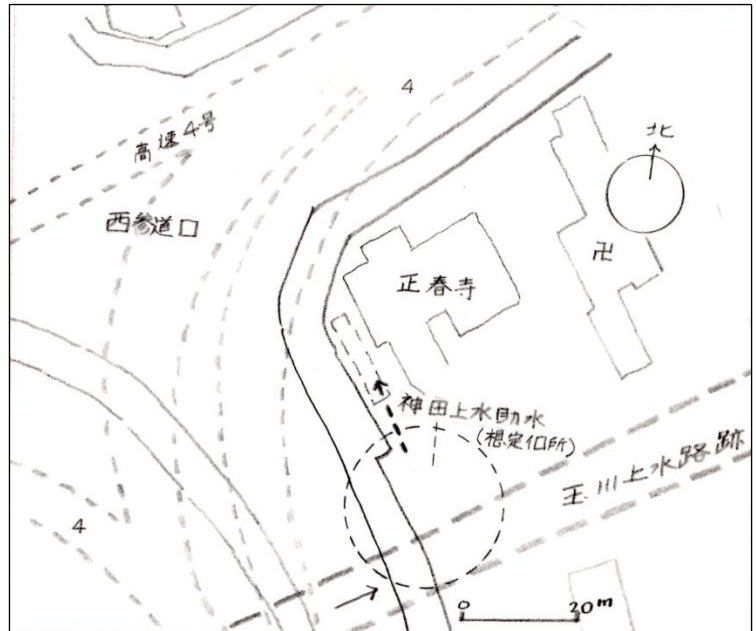 4
北
高速4号
西参道口
卍
正春寺
神田上水助水
(想定個所)
玉川上水路跡
4
0 20m